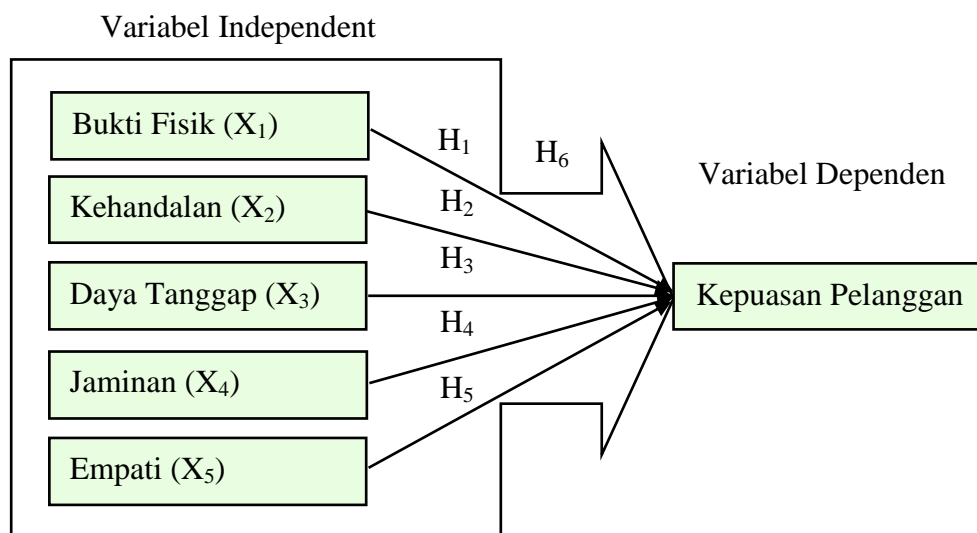 Variabel Independent
Bukti Fisik (X₁)
H₁
H₆
Variabel Dependen
Kehandalan (X₂)
H₂
H₃
Daya Tanggap (X₃)
Kepuasan Pelanggan
H₄
Jaminan (X₄)
H₅
Empati (X₅)